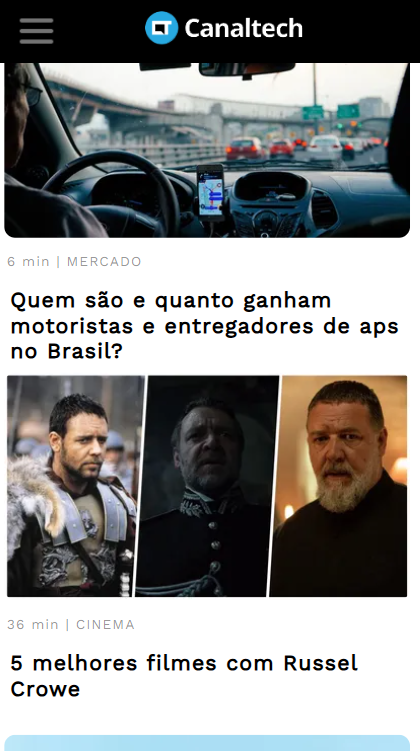 Canaltech
6 min | MERCADO
Quem são e quanto ganham
motoristas e entregadores de aps
no Brasil?
36 min | CINEMA
5 melhores filmes com Russel
Crowe